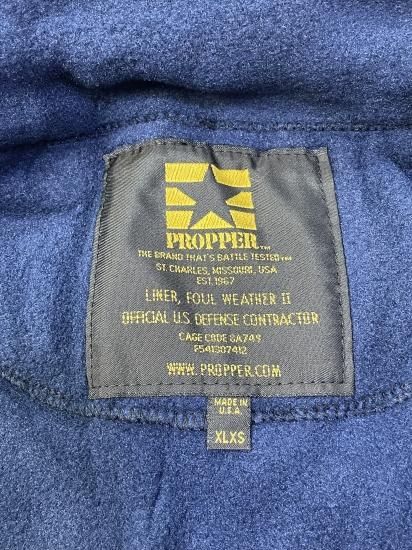 PROPPER™
THE BRAND THAT'S BATTLE TESTED™
ST. CHARLES, MISSOURI, USA
EST. 1967
LINER, FOUL WEATHER II
OFFICIAL U.S. DEFENSE CONTRACTOR
CAGE CODE 8A749
F541307412
WWW.PROPPER.COM
MADE IN
U.S.A.
XLXS